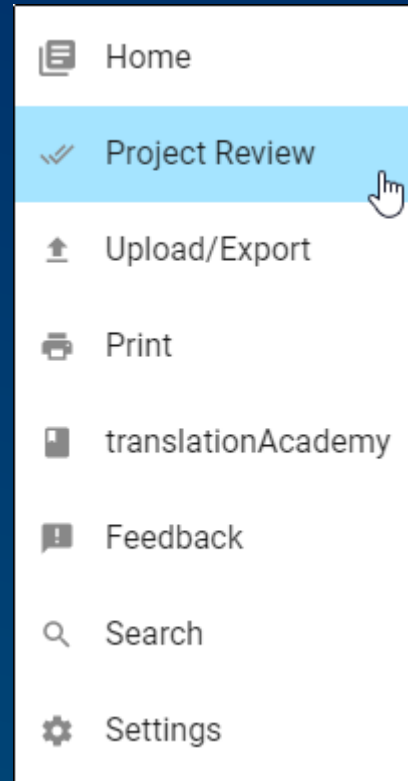 Home
Project Review
Upload/Export
Print
translationAcademy
Feedback
Search
Settings